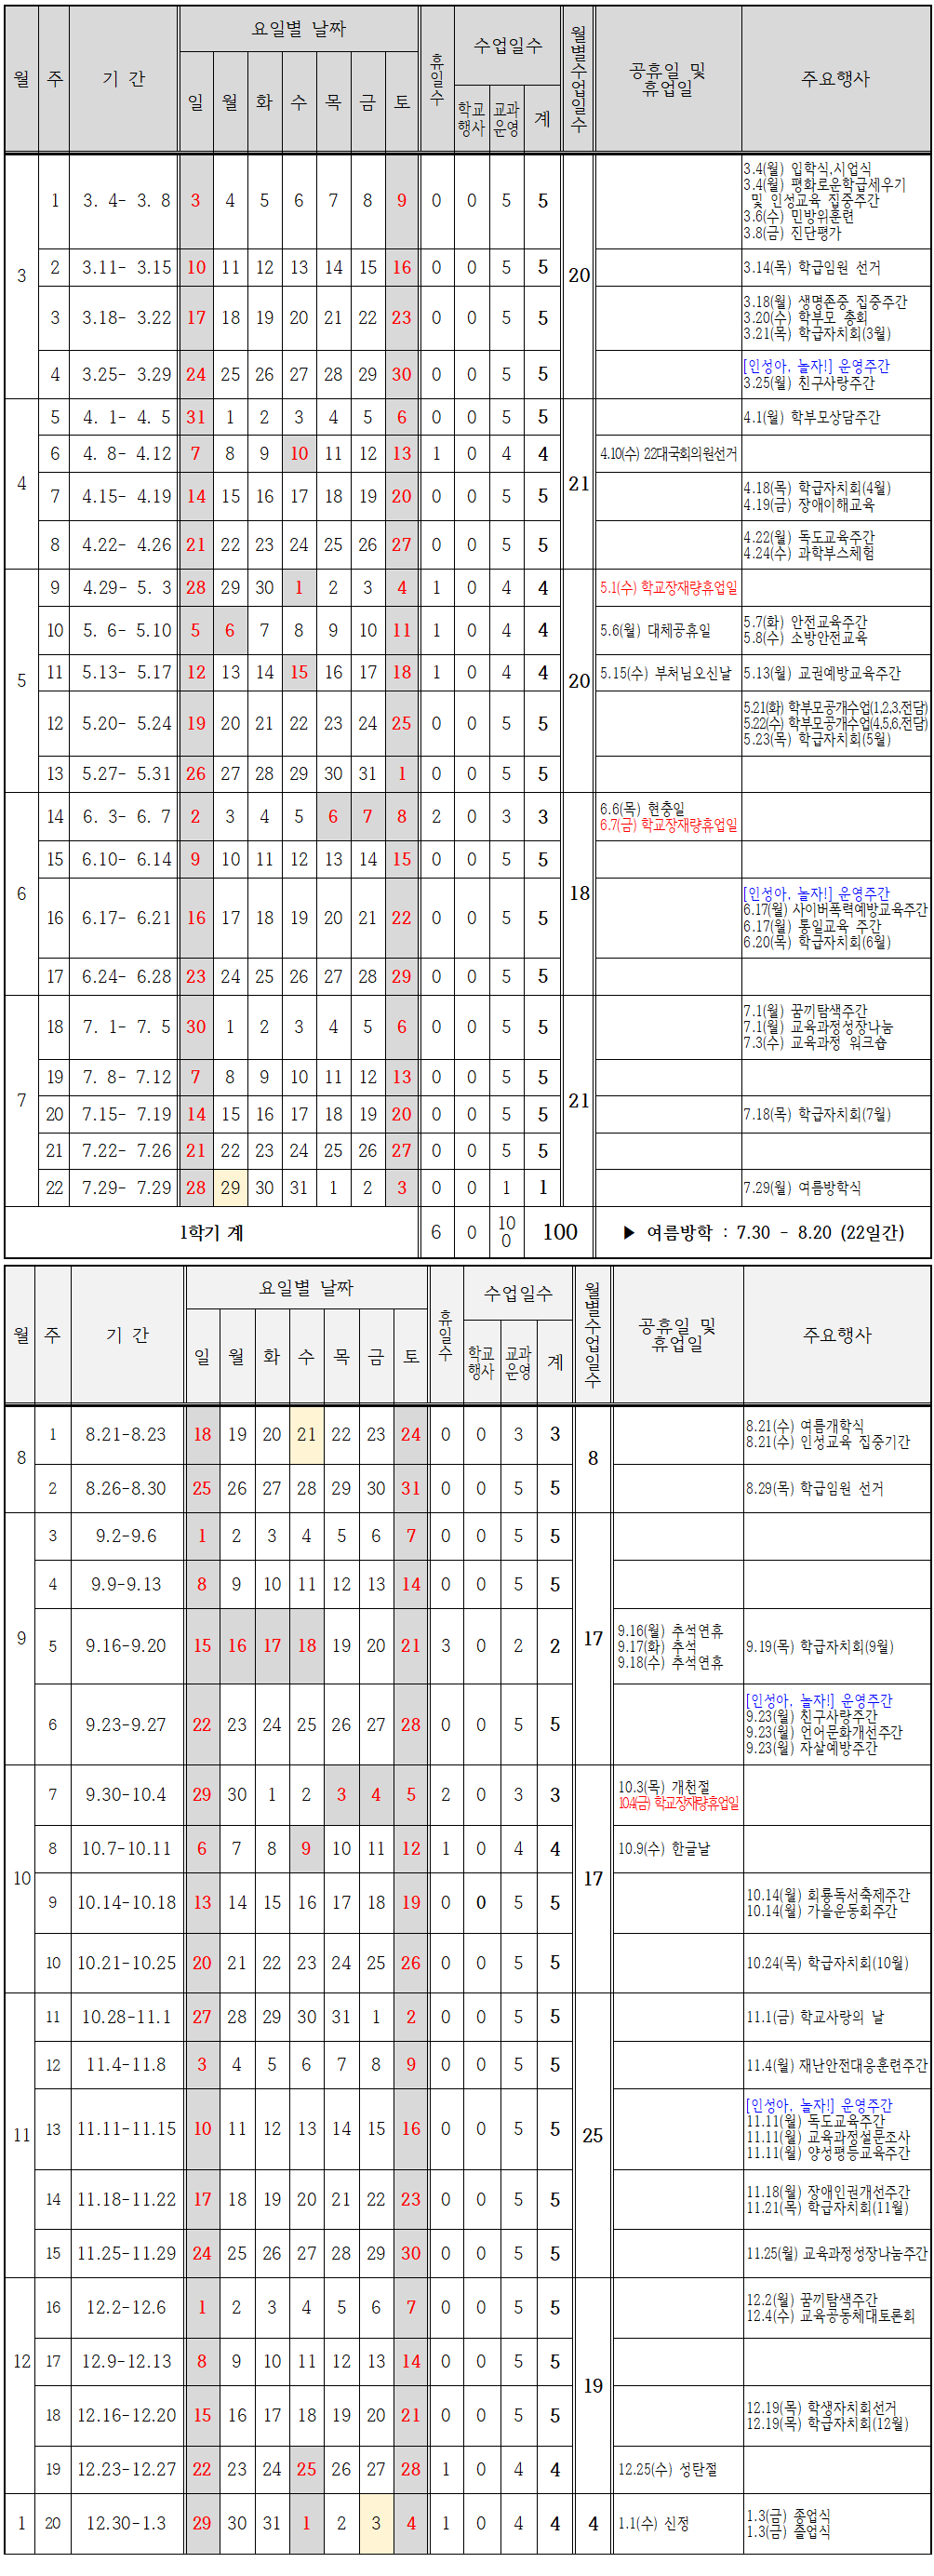 월 주 기 간 요일별 날짜 휴일수 수업일수 월별수업일수 공휴일 및 휴업일 주요행사
일 월 화 수 목 금 토 학교행사 교과운영 계
3 1 3. 4- 3. 8 3 4 5 6 7 8 9 0 0 5 5 20 3.4(월) 입학식,시업식
3.4(월) 평화로운학급세우기
및 인성교육 집중주간
3.6(수) 민방위훈련
3.8(금) 진단평가
2 3.11- 3.15 10 11 12 13 14 15 16 0 0 5 5 3.14(목) 학급임원 선거
3 3.18- 3.22 17 18 19 20 21 22 23 0 0 5 5 3.18(월) 생명존중 집중주간
3.20(수) 학부모 총회
3.21(목) 학급자치회(3월)
4 3.25- 3.29 24 25 26 27 28 29 30 0 0 5 5 [인성아, 놀자!] 운영주간
3.25(월) 친구사랑주간
4 5 4. 1- 4. 5 31 1 2 3 4 5 6 0 0 5 5 21 4.1(월) 학부모상담주간
6 4. 8- 4.12 7 8 9 10 11 12 13 1 0 4 4 4.10(수) 22대국회의원선거
7 4.15- 4.19 14 15 16 17 18 19 20 0 0 5 5 4.18(목) 학급자치회(4월)
4.19(금) 장애이해교육
8 4.22- 4.26 21 22 23 24 25 26 27 0 0 5 5 4.22(월) 독도교육주간
4.24(수) 과학부스체험
5 9 4.29- 5. 3 28 29 30 1 2 3 4 1 0 4 4 20 5.1(수) 학교장재량휴업일
10 5. 6- 5.10 5 6 7 8 9 10 11 1 0 4 4 5.6(월) 대체공휴일 5.7(화) 안전교육주간
5.8(수) 소방안전교육
11 5.13- 5.17 12 13 14 15 16 17 18 1 0 4 4 5.15(수) 부처님오신날 5.13(월) 교권예방교육주간
12 5.20- 5.24 19 20 21 22 23 24 25 0 0 5 5 5.21(화) 학부모공개수업(1,2,3,전담)
5.22(수) 학부모공개수업(4,5,6,전담)
5.23(목) 학급자치회(5월)
13 5.27- 5.31 26 27 28 29 30 31 1 0 0 5 5
6 14 6. 3- 6. 7 2 3 4 5 6 7 8 2 0 3 3 18 6.6(목) 현충일
6.7(금) 학교장재량휴업일
15 6.10- 6.14 9 10 11 12 13 14 15 0 0 5 5
16 6.17- 6.21 16 17 18 19 20 21 22 0 0 5 5 [인성아, 놀자!] 운영주간
6.17(월) 사이버폭력예방교육주간
6.17(월) 통일교육 주간
6.20(목) 학급자치회(6월)
17 6.24- 6.28 23 24 25 26 27 28 29 0 0 5 5
7 18 7. 1- 7. 5 30 1 2 3 4 5 6 0 0 5 5 21 7.1(월) 꿈끼탐색주간
7.1(월) 교육과정성장나눔
7.3(수) 교육과정 워크숍
19 7. 8- 7.12 7 8 9 10 11 12 13 0 0 5 5
20 7.15- 7.19 14 15 16 17 18 19 20 0 0 5 5 7.18(목) 학급자치회(7월)
21 7.22- 7.26 21 22 23 24 25 26 27 0 0 5 5
22 7.29- 7.29 28 29 30 31 1 2 3 0 0 1 1 7.29(월) 여름방학식
1학기 계 6 0 100 100 ▶ 여름방학 : 7.30 - 8.20 (22일간)
월 주 기 간 요일별 날짜 휴일수 수업일수 월별수업일수 공휴일 및 휴업일 주요행사
일 월 화 수 목 금 토 학교행사 교과운영 계
8 1 8.21-8.23 18 19 20 21 22 23 24 0 0 3 3 8 8.21(수) 여름개학식
8.21(수) 인성교육 집중기간
2 8.26-8.30 25 26 27 28 29 30 31 0 0 5 5 8.29(목) 학급임원 선거
9 3 9.2-9.6 1 2 3 4 5 6 7 0 0 5 5 17
4 9.9-9.13 8 9 10 11 12 13 14 0 0 5 5
5 9.16-9.20 15 16 17 18 19 20 21 3 0 2 2 9.16(월) 추석연휴
9.17(화) 추석
9.18(수) 추석연휴
9.19(목) 학급자치회(9월)
6 9.23-9.27 22 23 24 25 26 27 28 0 0 5 5 [인성아, 놀자!] 운영주간
9.23(월) 친구사랑주간
9.23(월) 언어문화개선주간
9.23(월) 자살예방주간
10 7 9.30-10.4 29 30 1 2 3 4 5 2 0 3 3 17 10.3(목) 개천절
10.4(금) 학교장재량휴업일
8 10.7-10.11 6 7 8 9 10 11 12 1 0 4 4 10.9(수) 한글날
9 10.14-10.18 13 14 15 16 17 18 19 0 0 5 5 10.14(월) 회룡독서축제주간
10.14(월) 가을운동회주간
10 10.21-10.25 20 21 22 23 24 25 26 0 0 5 5 10.24(목) 학급자치회(10월)
11 11 10.28-11.1 27 28 29 30 31 1 2 0 0 5 5 25 11.1(금) 학교사랑의 날
12 11.4-11.8 3 4 5 6 7 8 9 0 0 5 5 11.4(월) 재난안전대응훈련주간
13 11.11-11.15 10 11 12 13 14 15 16 0 0 5 5 [인성아, 놀자!] 운영주간
11.11(월) 독도교육주간
11.11(월) 교육과정설문조사
11.11(월) 양성평등교육주간
14 11.18-11.22 17 18 19 20 21 22 23 0 0 5 5 11.18(월) 장애인권개선주간
11.21(목) 학급자치회(11월)
15 11.25-11.29 24 25 26 27 28 29 30 0 0 5 5 11.25(월) 교육과정성장나눔주간
12 16 12.2-12.6 1 2 3 4 5 6 7 0 0 5 5 19 12.2(월) 꿈끼탐색주간
12.4(수) 교육공동체대토론회
17 12.9-12.13 8 9 10 11 12 13 14 0 0 5 5
18 12.16-12.20 15 16 17 18 19 20 21 0 0 5 5 12.19(목) 학생자치회선거
12.19(목) 학급자치회(12월)
19 12.23-12.27 22 23 24 25 26 27 28 1 0 4 4 12.25(수) 성탄절
1 20 12.30-1.3 29 30 31 1 2 3 4 1 0 4 4 4 1.1(수) 신정 1.3(금) 종업식
1.3(금) 졸업식